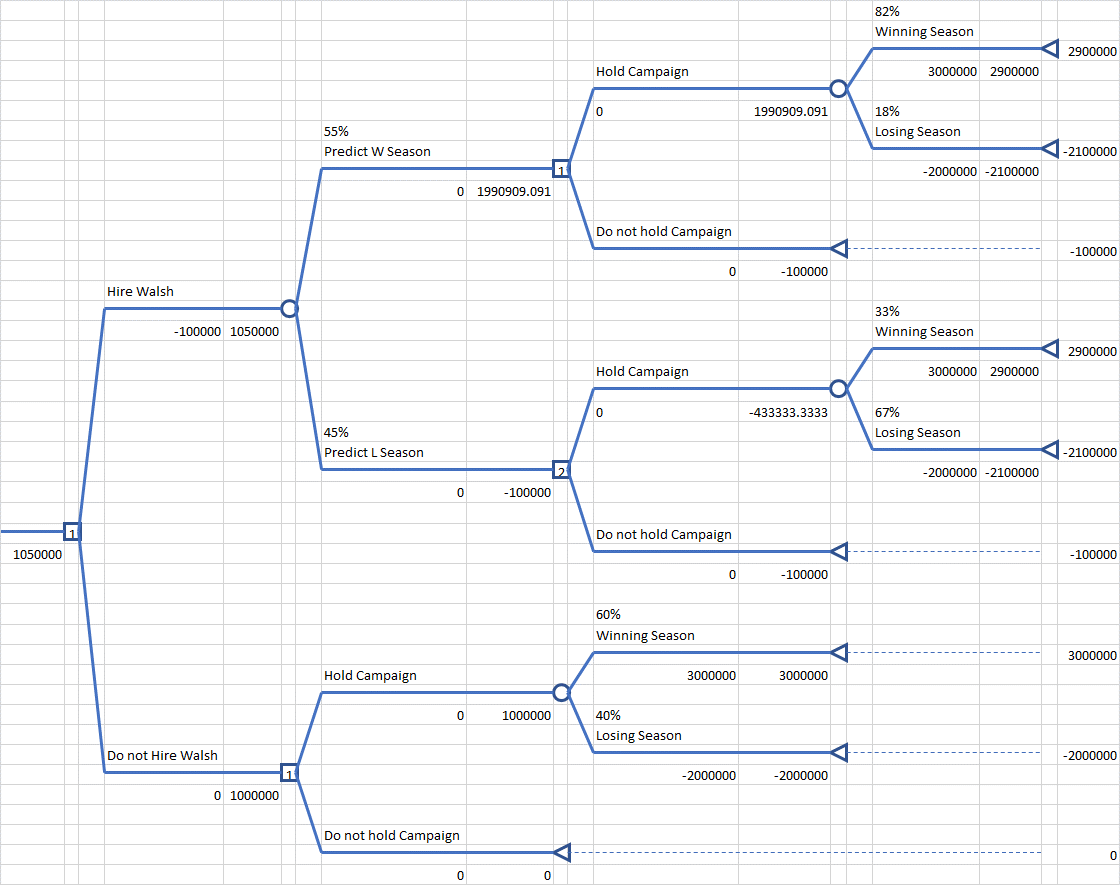 82%
Winning Season
2900000
3000000 2900000
Hold Campaign
0 1990909.091
18%
Losing Season
-2100000
-2000000 -2100000
55%
Predict W Season
1
0 1990909.091
Do not hold Campaign
-100000
0 -100000
Hire Walsh
-100000 1050000
33%
Winning Season
2900000
3000000 2900000
Hold Campaign
0 -433333.3333
67%
Losing Season
-2100000
-2000000 -2100000
45%
Predict L Season
2
0 -100000
Do not hold Campaign
-100000
0 -100000
1
1050000
60%
Winning Season
3000000
3000000 3000000
Hold Campaign
0 1000000
40%
Losing Season
-2000000
-2000000 -2000000
Do not Hire Walsh
1
0 1000000
Do not hold Campaign
0
0 0